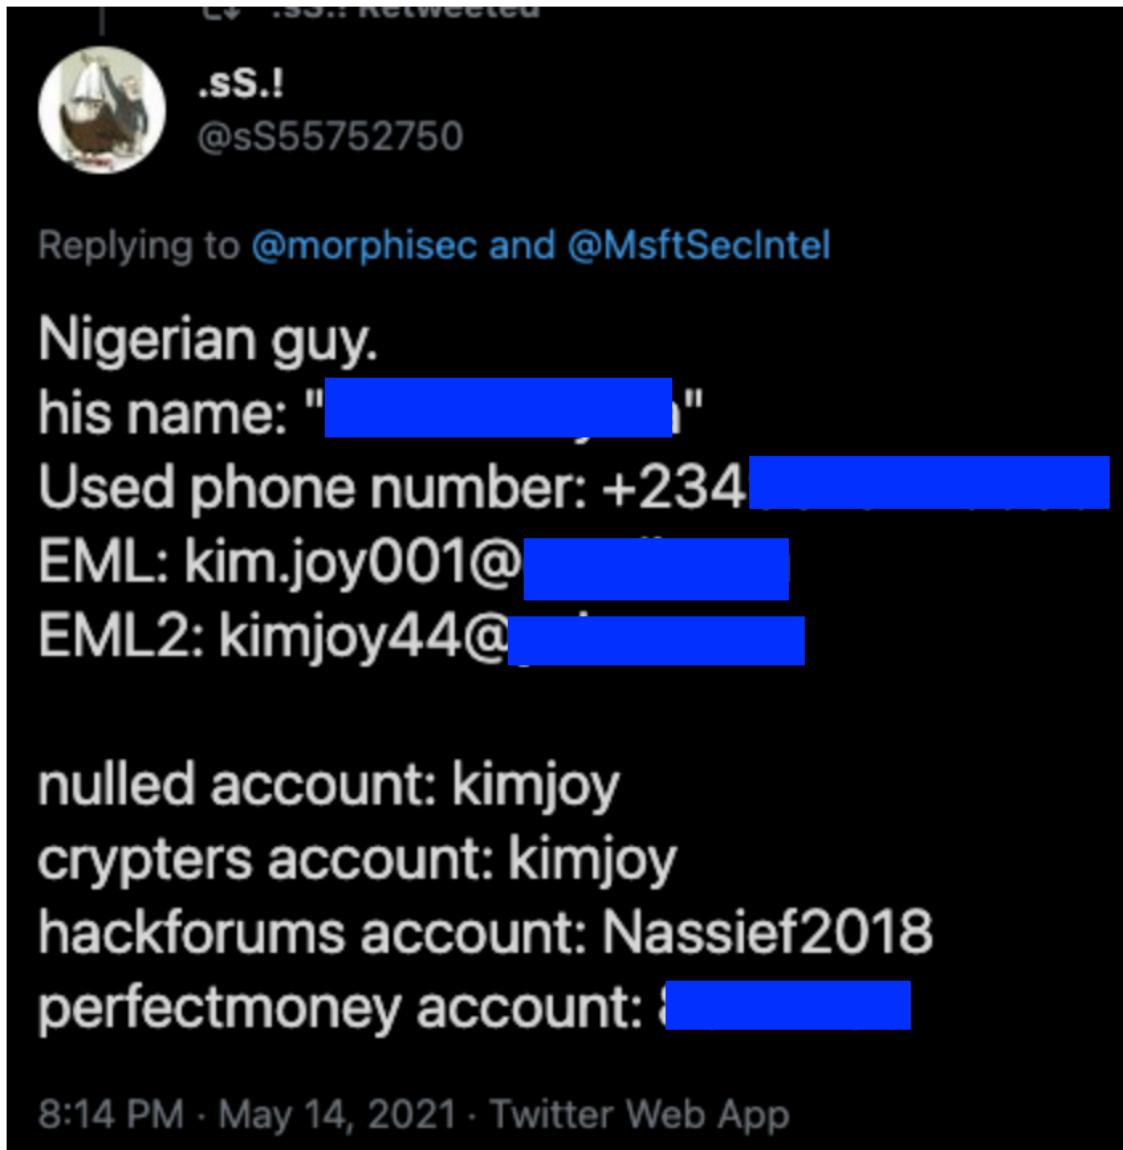 .sS.! Retweeted
.sS.!
@sS55752750
Replying to @morphisec and @MsftSecIntel
Nigerian guy.
his name: "
"
Used phone number: +234
EML: kim.joy001@
EML2: kimjoy44@
nulled account: kimjoy
crypters account: kimjoy
hackforums account: Nassief2018
perfectmoney account:
8:14 PM · May 14, 2021 · Twitter Web App